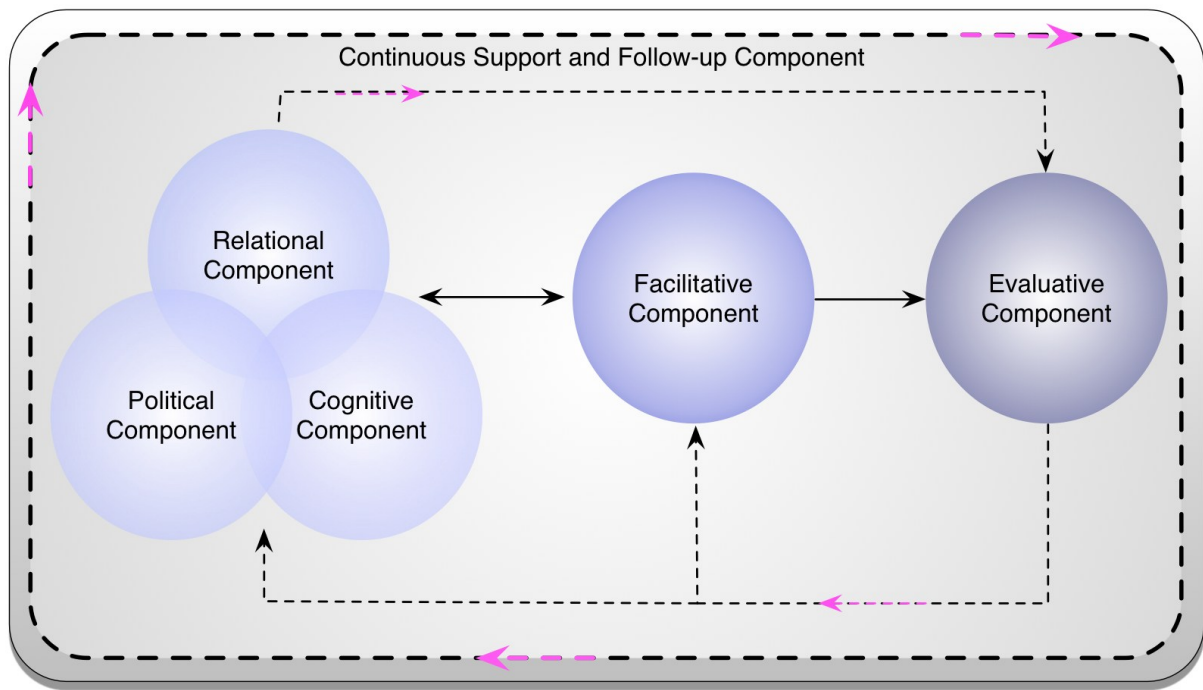 Continuous Support and Follow-up Component
Relational
Component
Facilitative
Component
Evaluative
Component
Political
Component
Cognitive
Component